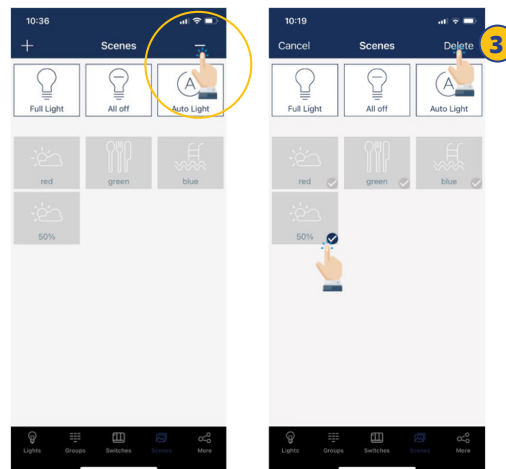 10:36
Scenes
Full Light
All off
Auto Light
red
green
blue
50%
Lights
Groups
Switches
Scenes
More
10:19
Cancel
Scenes
Delete
3
Full Light
All off
Auto Light
red
green
blue
50%
Lights
Groups
Switches
Scenes
More